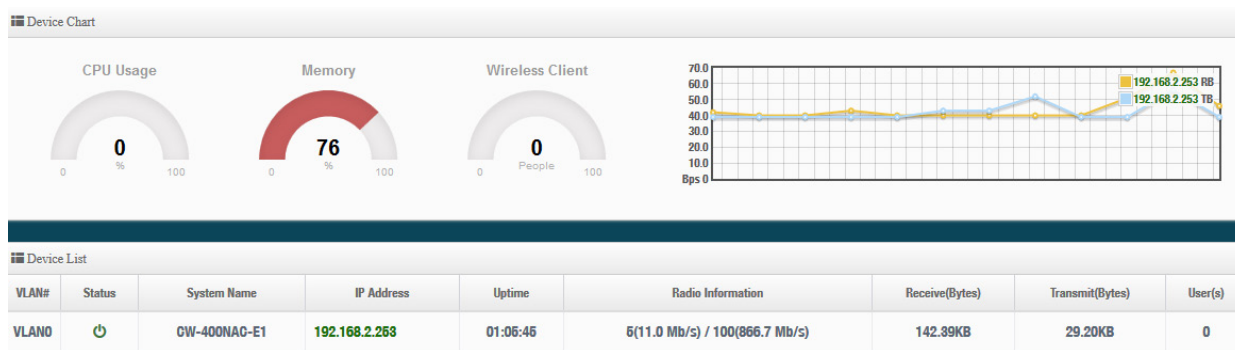 Device Chart
CPU Usage
0
%
0 100
Memory
76
%
0 100
Wireless Client
0
People
0 100
70.0
60.0
50.0
40.0
30.0
20.0
10.0
Bps 0
192.168.2.253 RB
192.168.2.253 TB
Device List
VLAN# Status System Name IP Address Uptime Radio Information Receive(Bytes) Transmit(Bytes) User(s)
VLAN0 CW-400NAC-E1 192.168.2.253 01:05:45 5(11.0 Mb/s) / 100(866.7 Mb/s) 142.39KB 29.20KB 0